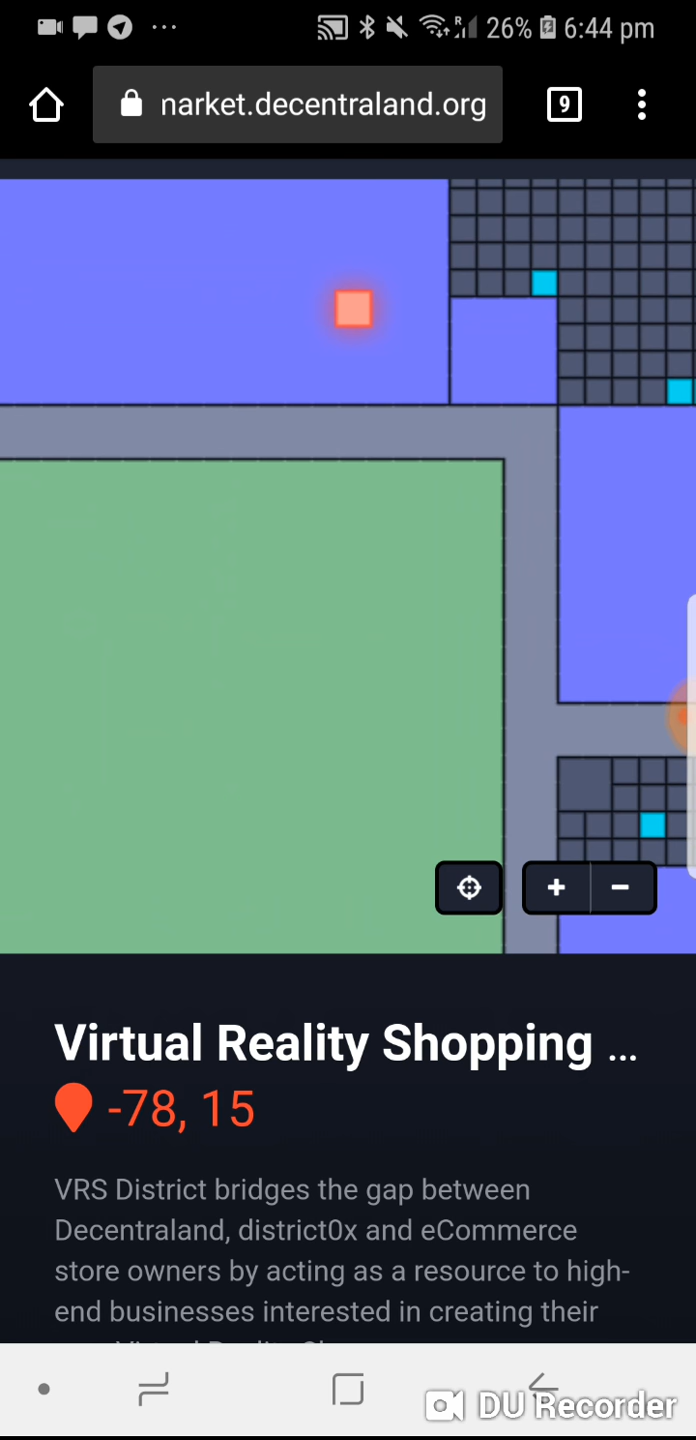 R 26% 6:44 pm
narket.decentraland.org 9
+ −
Virtual Reality Shopping ...
-78, 15
VRS District bridges the gap between
Decentraland, district0x and eCommerce
store owners by acting as a resource to high-
end businesses interested in creating their
DU Recorder